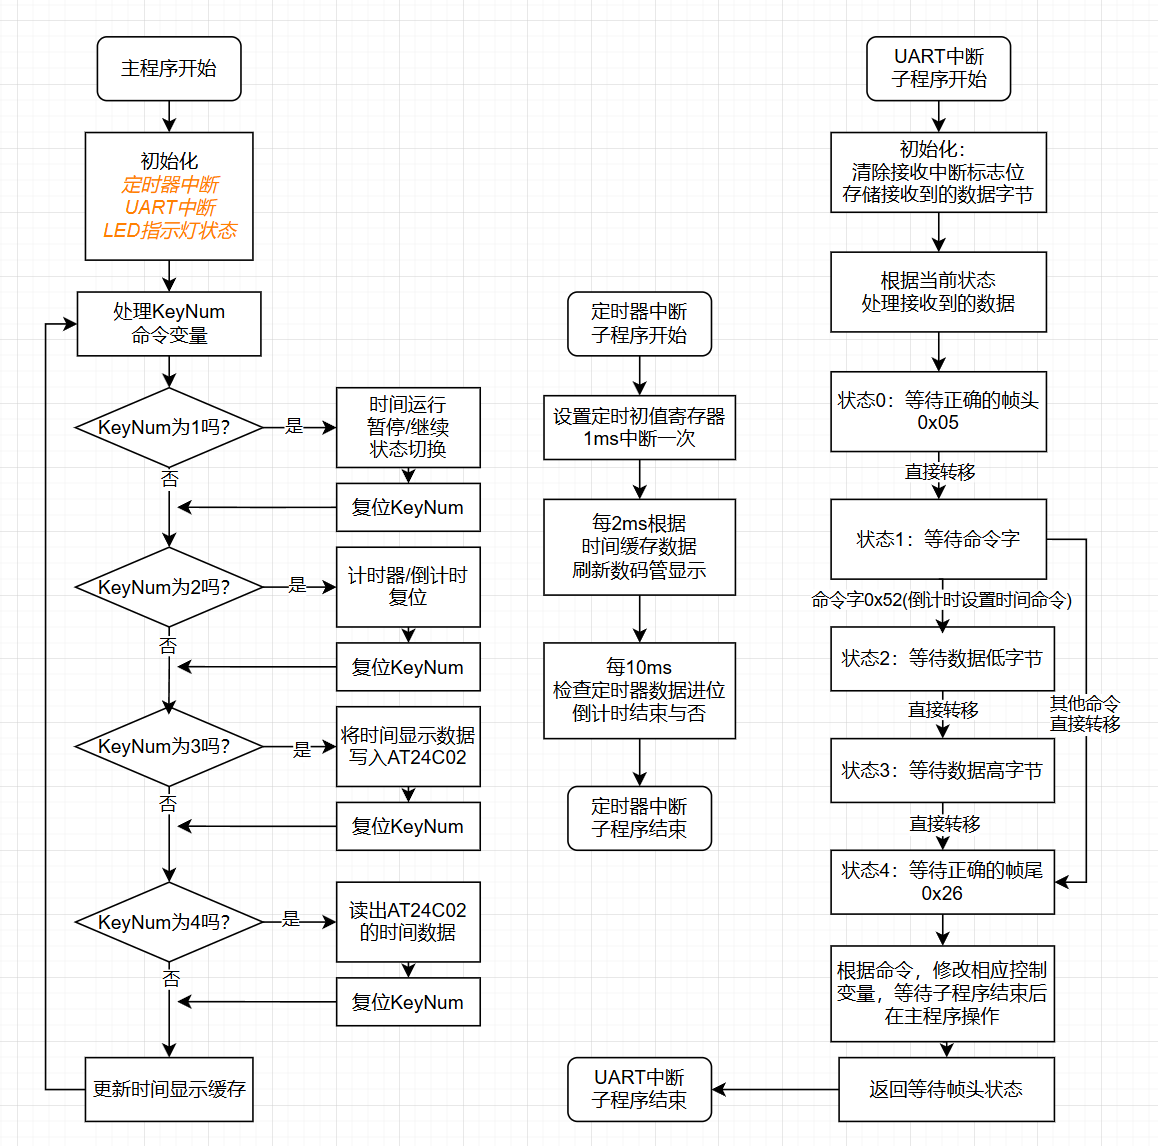 主程序开始
初始化
定时器中断
UART中断
LED指示灯状态
处理KeyNum
命令变量
KeyNum为1吗？
是
时间运行
暂停/继续
状态切换
否
复位KeyNum
KeyNum为2吗？
是
计时器/倒计时
复位
否
复位KeyNum
KeyNum为3吗？
是
将时间显示数据
写入AT24C02
否
复位KeyNum
KeyNum为4吗？
是
读出AT24C02
的时间数据
否
复位KeyNum
更新时间显示缓存
定时器中断
子程序开始
设置定时初值寄存器
1ms中断一次
每2ms根据
时间缓存数据
刷新数码管显示
每10ms
检查定时器数据进位
倒计时结束与否
定时器中断
子程序结束
UART中断
子程序开始
初始化：
清除接收中断标志位
存储接收到的数据字节
根据当前状态
处理接收到的数据
状态0：等待正确的帧头
0x05
直接转移
状态1：等待命令字
命令字0x52(倒计时设置时间命令)
状态2：等待数据低字节
直接转移
其他命令
直接转移
状态3：等待数据高字节
直接转移
状态4：等待正确的帧尾
0x26
根据命令，修改相应控制
变量，等待子程序结束后
在主程序操作
返回等待帧头状态
UART中断
子程序结束